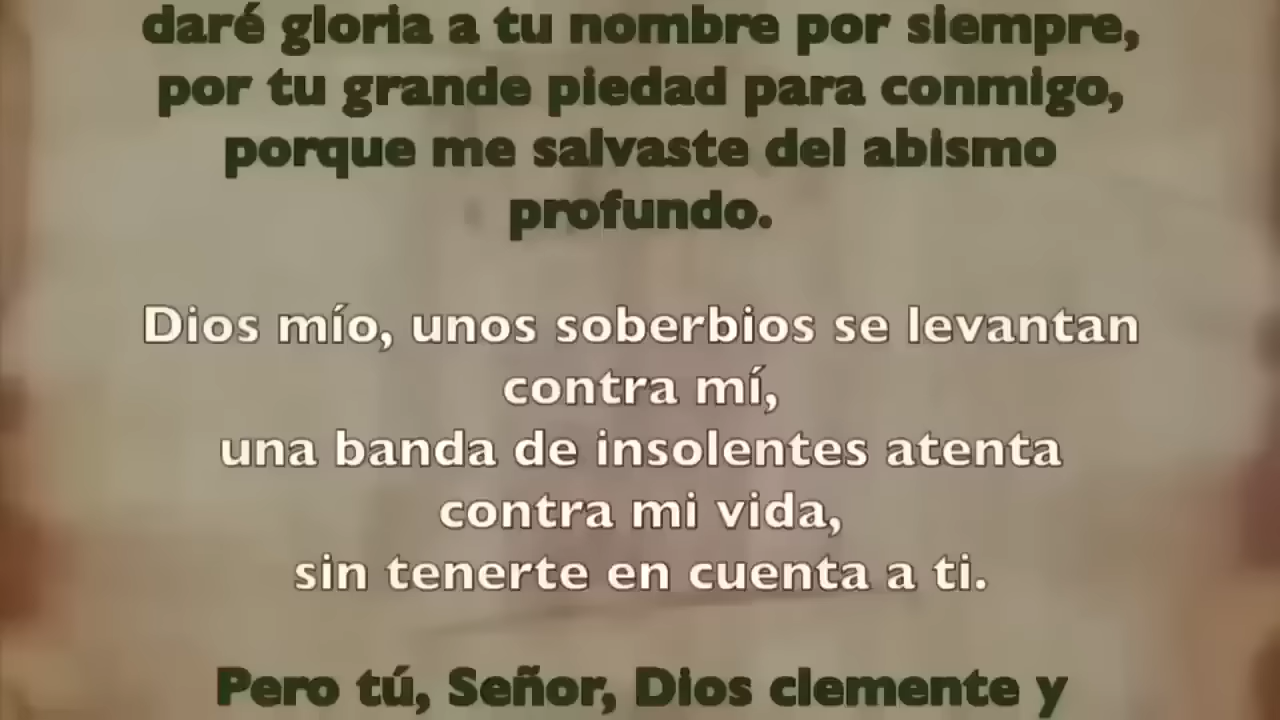 daré gloria a tu nombre por siempre,
por tu grande piedad para conmigo,
porque me salvaste del abismo
profundo.
Dios mío, unos soberbios se levantan
contra mí,
una banda de insolentes atenta
contra mi vida,
sin tenerte en cuenta a ti.
Pero tú, Señor, Dios clemente y